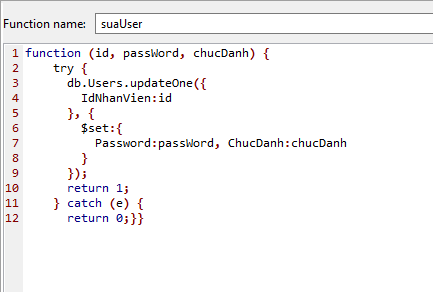 Function name: suaUser
1 function (id, passWord, chucDanh) {
2 try {
3 db.Users.updateOne({
4 IdNhanVien:id
5 }, {
6 $set:{
7 Password:passWord, ChucDanh:chucDanh
8 }
9 });
10 return 1;
11 } catch (e) {
12 return 0;}}